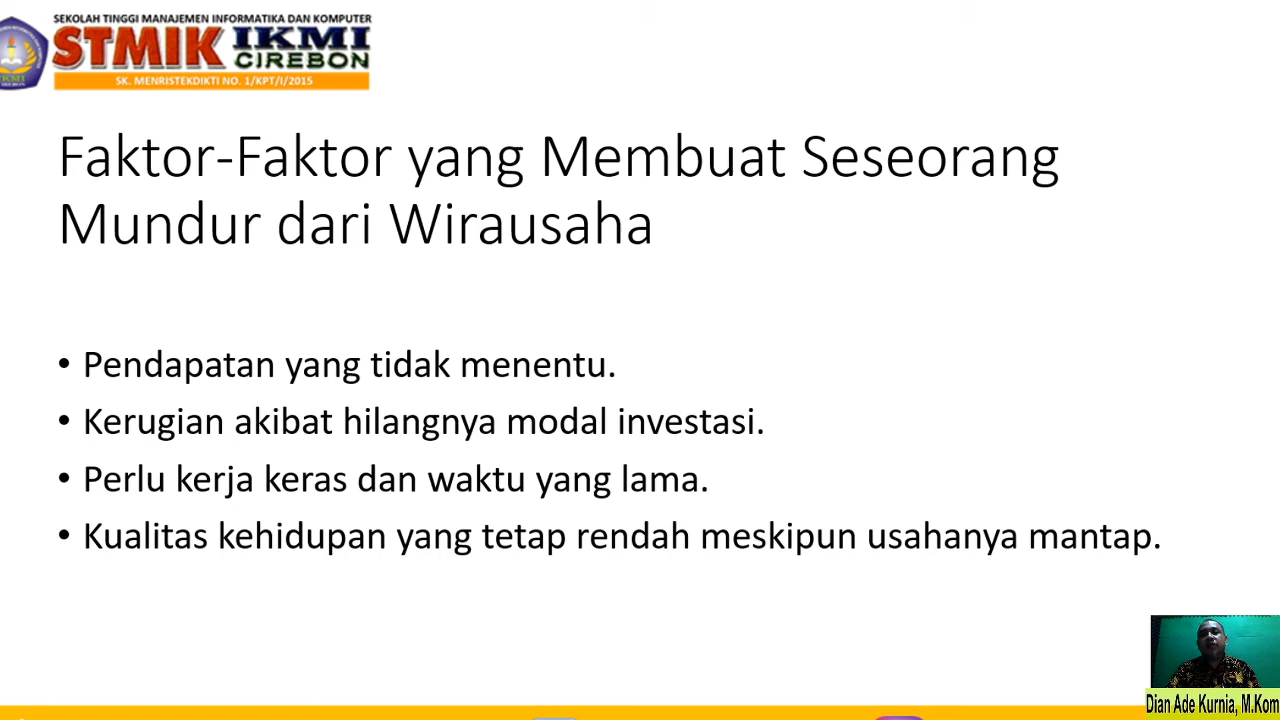 SEKOLAH TINGGI MANAJEMEN INFORMATIKA DAN KOMPUTER
STMIK IKMI
CIREBON
SK. MENRISTEKDIKTI NO. 1/KPT/I/2015
Faktor-Faktor yang Membuat Seseorang
Mundur dari Wirausaha
• Pendapatan yang tidak menentu.
• Kerugian akibat hilangnya modal investasi.
• Perlu kerja keras dan waktu yang lama.
• Kualitas kehidupan yang tetap rendah meskipun usahanya mantap.
Dian Ade Kurnia, M.Kom